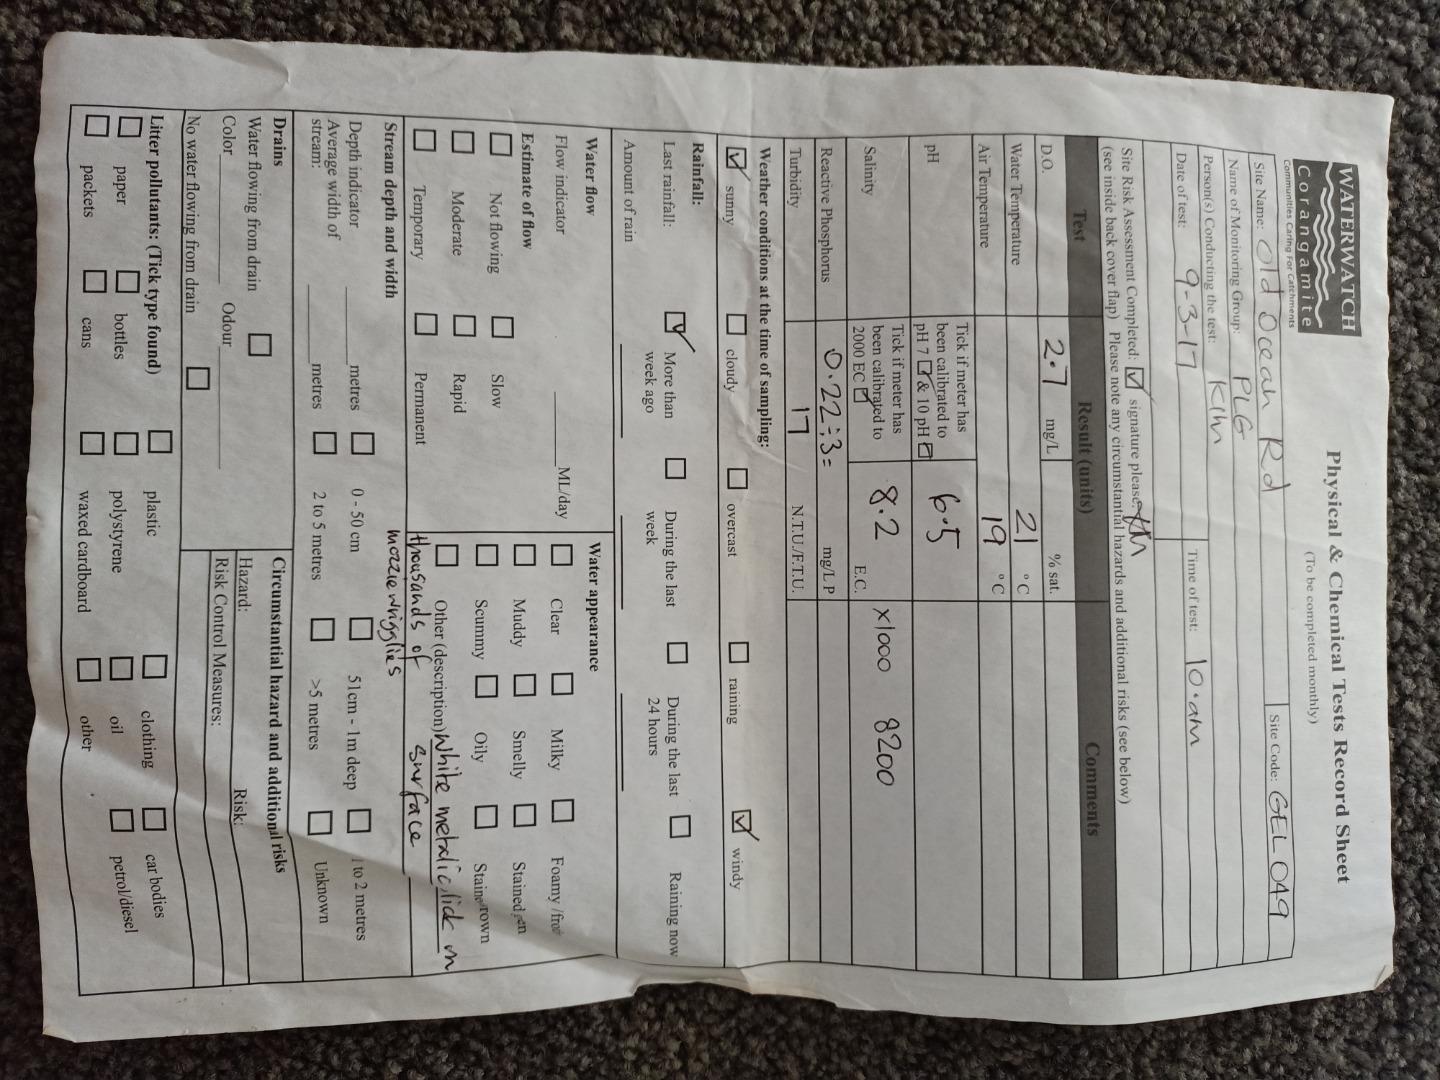 WATERWATCH
Corangamite
Communities Caring For Catchments
Physical & Chemical Tests Record Sheet
(To be completed monthly)
Site Name: Old Ocean Rd Site Code: GEL 049
Name of Monitoring Group: PLG
Person(s) Conducting the test: Kim
Date of test: 9-3-17 Time of test: 10.am
Site Risk Assessment Completed: signature please:
(see inside back cover flap) Please note any circumstantial hazards and additional risks (see below)
Test Result (units) Comments
D.O. 2.7 mg/L % sat.
Water Temperature 21 °C
Air Temperature 19 °C
pH Tick if meter has
been calibrated to
pH 7 & 10 pH 6.5
Salinity Tick if meter has
been calibrated to
2000 EC 8.2 E.C. x1000 8200
Reactive Phosphorus 0.22÷3= mg/L P
Turbidity 17 N.T.U./F.T.U.
Weather conditions at the time of sampling:
sunny cloudy overcast raining windy
Rainfall:
Last rainfall: More than week ago During the last week During the last 24 hours Raining now
Amount of rain
Water flow
Flow indicator ML/day
Estimate of flow
Not flowing Slow
Moderate Rapid
Temporary Permanent
Water appearance
Clear Milky Foamy /fro
Muddy Smelly Stained
Scummy Oily Staine rown
Other (description) White metalic slick on
thousands of surface
mozzie wrigglies
Stream depth and width
Depth indicator metres 0 - 50 cm 51cm - 1m deep 1 to 2 metres
Average width of
stream: metres 2 to 5 metres >5 metres Unknown
Drains
Water flowing from drain
Color Odour
No water flowing from drain
Circumstantial hazard and additional risks
Hazard: Risk:
Risk Control Measures:
Litter pollutants: (Tick type found) plastic clothing car bodies
paper bottles polystyrene oil petrol/diesel
packets cans waxed cardboard other